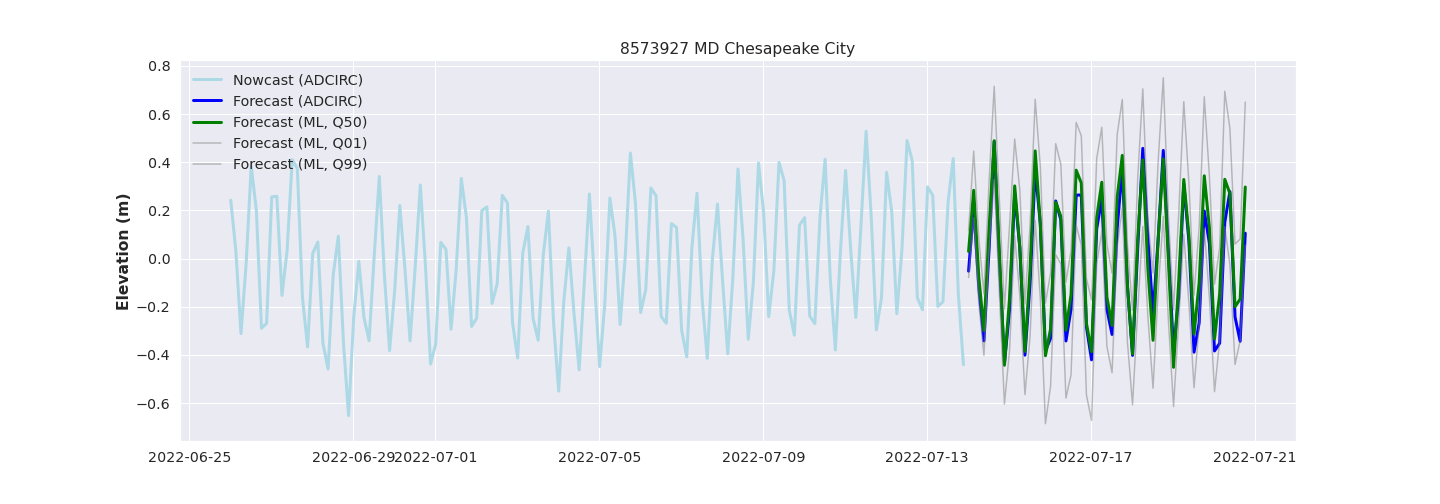 8573927 MD Chesapeake City
Nowcast (ADCIRC)
Forecast (ADCIRC)
Forecast (ML, Q50)
Forecast (ML, Q01)
Forecast (ML, Q99)
Elevation (m)
0.8
0.6
0.4
0.2
0.0
−0.2
−0.4
−0.6
2022-06-25
2022-06-29
2022-07-01
2022-07-05
2022-07-09
2022-07-13
2022-07-17
2022-07-21